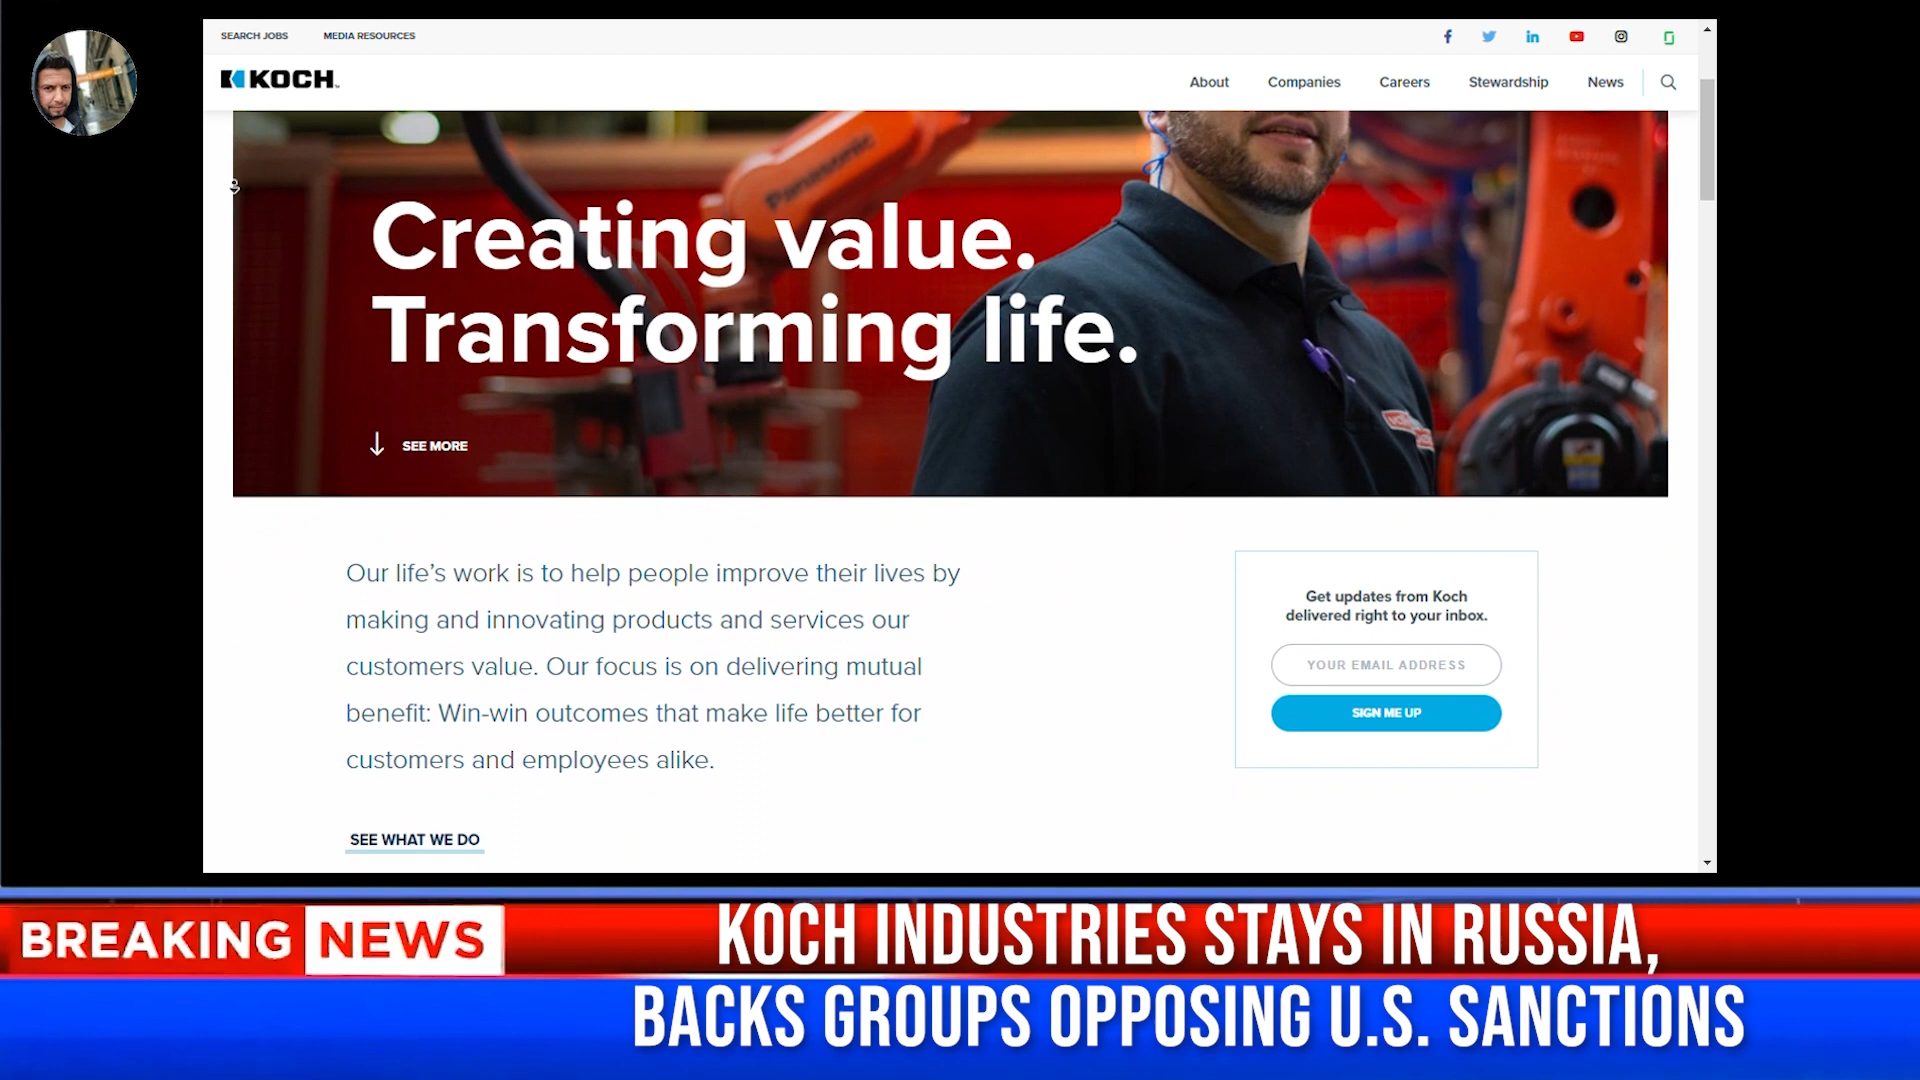 SEARCH JOBS MEDIA RESOURCES
KOCH
About Companies Careers Stewardship News
Panasonic
Creating value.
Transforming life.
SEE MORE
Our life's work is to help people improve their lives by
making and innovating products and services our
customers value. Our focus is on delivering mutual
benefit: Win-win outcomes that make life better for
customers and employees alike.
SEE WHAT WE DO
Get updates from Koch
delivered right to your inbox.
YOUR EMAIL ADDRESS
SIGN ME UP
BREAKING NEWS
KOCH INDUSTRIES STAYS IN RUSSIA,
BACKS GROUPS OPPOSING U.S. SANCTIONS